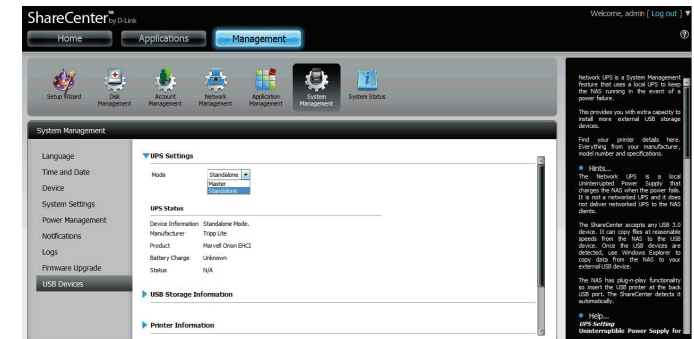 ShareCenter™ by D-Link
Welcome, admin [ Log out ] ▼
Home
Applications
Management
Setup Wizard
Disk Management
Account Management
Network Management
Application Management
System Management
System Status
System Management
Language
Time and Date
Device
System Settings
Power Management
Notifications
Logs
Firmware Upgrade
USB Devices
UPS Settings
Mode Standalone
Master
Standalone
UPS Status
Device Information Standalone Mode.
Manufacturer Tripp Lite
Product Marvell Orion EHCI
Battery Charge Unknown
Status N/A
USB Storage Information
Printer Information
Network UPS is a System Management
feature that uses a local UPS to keep
the NAS running in the event of a
power failure.
This provides you with extra capacity to
install more external USB storage
devices.
Find your printer details here.
Everything from your manufacturer,
model number and specifications.
Hints...
The Network UPS is a local
Uninterrupted Power Supply that
charges the NAS when the power fails.
It is not a networked UPS and it does
not deliver networked UPS to the NAS
clients.
The ShareCenter accepts any USB 3.0
device. It can copy files at reasonable
speeds from the NAS to the USB
device. Once the USB devices are
detected, use Windows Explorer to
copy data from the NAS to your
external USB device.
The NAS has plug-n-play functionality
so insert the USB printer at the back
USB port. The ShareCenter detects it
automatically.
Help...
UPS Setting
Uninterruptible Power Supply for